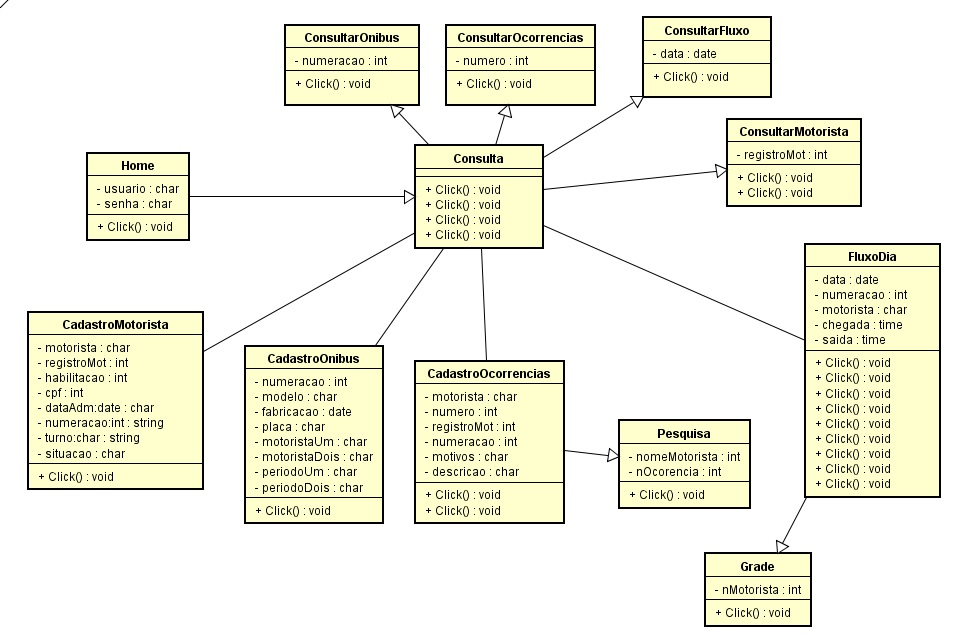 ConsultarOnibus
- numeracao : int
+ Click() : void
ConsultarOcorrencias
- numero : int
+ Click() : void
ConsultarFluxo
- data : date
+ Click() : void
ConsultarMotorista
- registroMot : int
+ Click() : void
+ Click() : void
Consulta
+ Click() : void
+ Click() : void
+ Click() : void
+ Click() : void
Home
- usuario : char
- senha : char
+ Click() : void
FluxoDia
- data : date
- numeracao : int
- motorista : char
- chegada : time
- saida : time
+ Click() : void
+ Click() : void
+ Click() : void
+ Click() : void
+ Click() : void
+ Click() : void
+ Click() : void
+ Click() : void
+ Click() : void
CadastroMotorista
- motorista : char
- registroMot : int
- habilitacao : int
- cpf : int
- dataAdm:date : char
- numeracao:int : string
- turno:char : string
- situacao : char
+ Click() : void
CadastroOnibus
- numeracao : int
- modelo : char
- fabricacao : date
- placa : char
- motoristaUm : char
- motoristaDois : char
- periodoUm : char
- periodoDois : char
+ Click() : void
CadastroOcorrencias
- motorista : char
- numero : int
- registroMot : int
- numeracao : int
- motivos : char
- descricao : char
+ Click() : void
+ Click() : void
Pesquisa
- nomeMotorista : int
- nOcorencia : int
+ Click() : void
Grade
- nMotorista : int
+ Click() : void